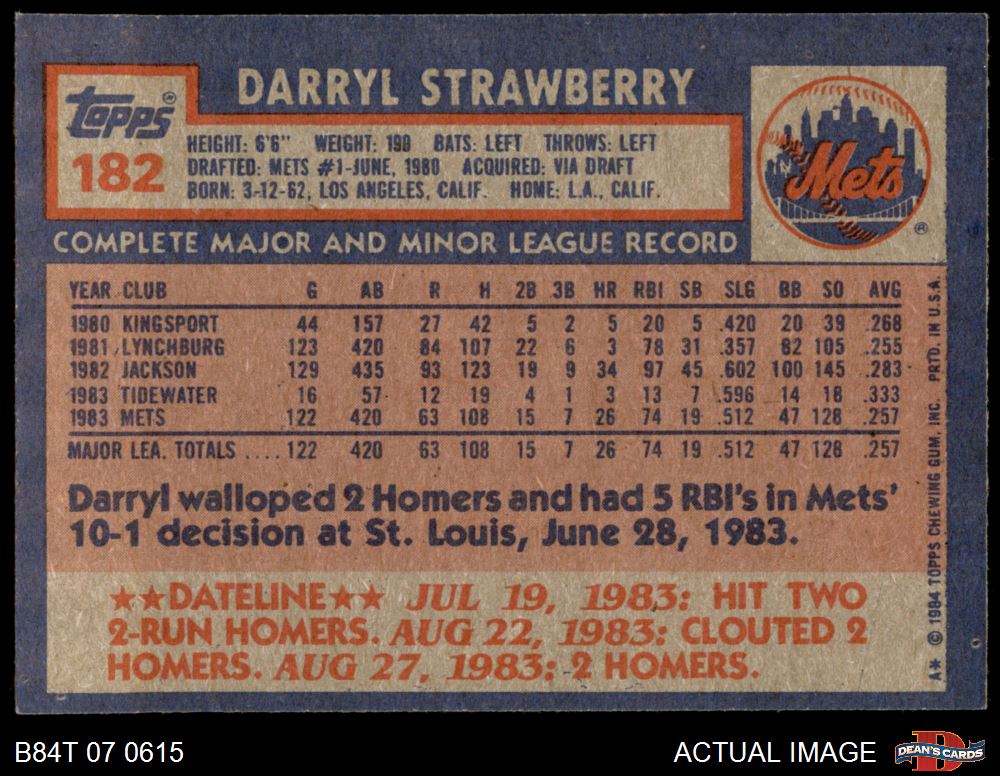 DARRYL STRAWBERRY
Topps®
182
HEIGHT: 6'6" WEIGHT: 190 BATS: LEFT THROWS: LEFT
DRAFTED: METS #1-JUNE, 1980 ACQUIRED: VIA DRAFT
BORN: 3-12-62, LOS ANGELES, CALIF. HOME: L.A., CALIF.
Mets
®
COMPLETE MAJOR AND MINOR LEAGUE RECORD
YEAR CLUB G AB R H 2B 3B HR RBI SB SLG BB SO AVG
1980 KINGSPORT 44 157 27 42 5 2 5 20 5 .420 20 39 .268
1981 LYNCHBURG 123 420 84 107 22 6 3 78 31 .357 82 105 .255
1982 JACKSON 129 435 93 123 19 9 34 97 45 .602 100 145 .283
1983 TIDEWATER 16 57 12 19 4 1 3 13 7 .596 14 18 .333
1983 METS 122 420 63 108 15 7 26 74 19 .512 47 128 .257
MAJOR LEA. TOTALS .... 122 420 63 108 15 7 26 74 19 .512 47 128 .257
Darryl walloped 2 Homers and had 5 RBI's in Mets'
10-1 decision at St. Louis, June 28, 1983.
★★DATELINE★★ JUL 19, 1983: HIT TWO
2-RUN HOMERS. AUG 22, 1983: CLOUTED 2
HOMERS. AUG 27, 1983: 2 HOMERS.
A* © 1984 TOPPS CHEWING GUM, INC. PRTD. IN U.S.A.
B84T 07 0615
ACTUAL IMAGE
D
DEAN'S CARDS